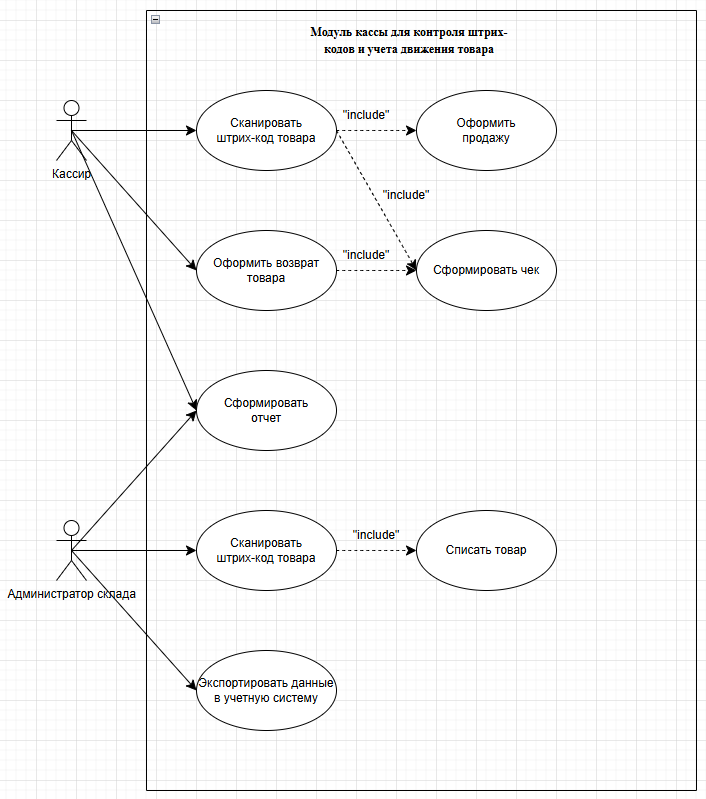 Модуль кассы для контроля штрих-
кодов и учета движения товара
Сканировать
штрих-код товара
"include"
Оформить
продажу
Кассир
"include"
Оформить возврат
товара
"include"
Сформировать чек
Сформировать
отчет
Сканировать
штрих-код товара
"include"
Списать товар
Администратор склада
Экспортировать данные
в учетную систему